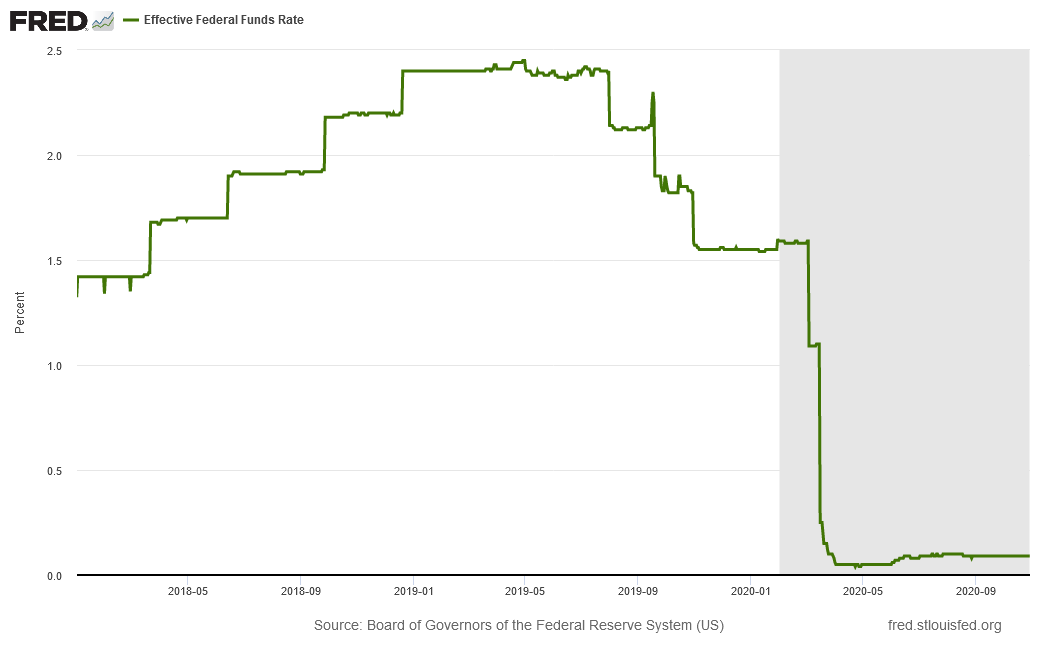 FRED
Effective Federal Funds Rate
2.5
2.0
1.5
1.0
0.5
0.0
Percent
2018-05 2018-09 2019-01 2019-05 2019-09 2020-01 2020-05 2020-09
Source: Board of Governors of the Federal Reserve System (US)
fred.stlouisfed.org